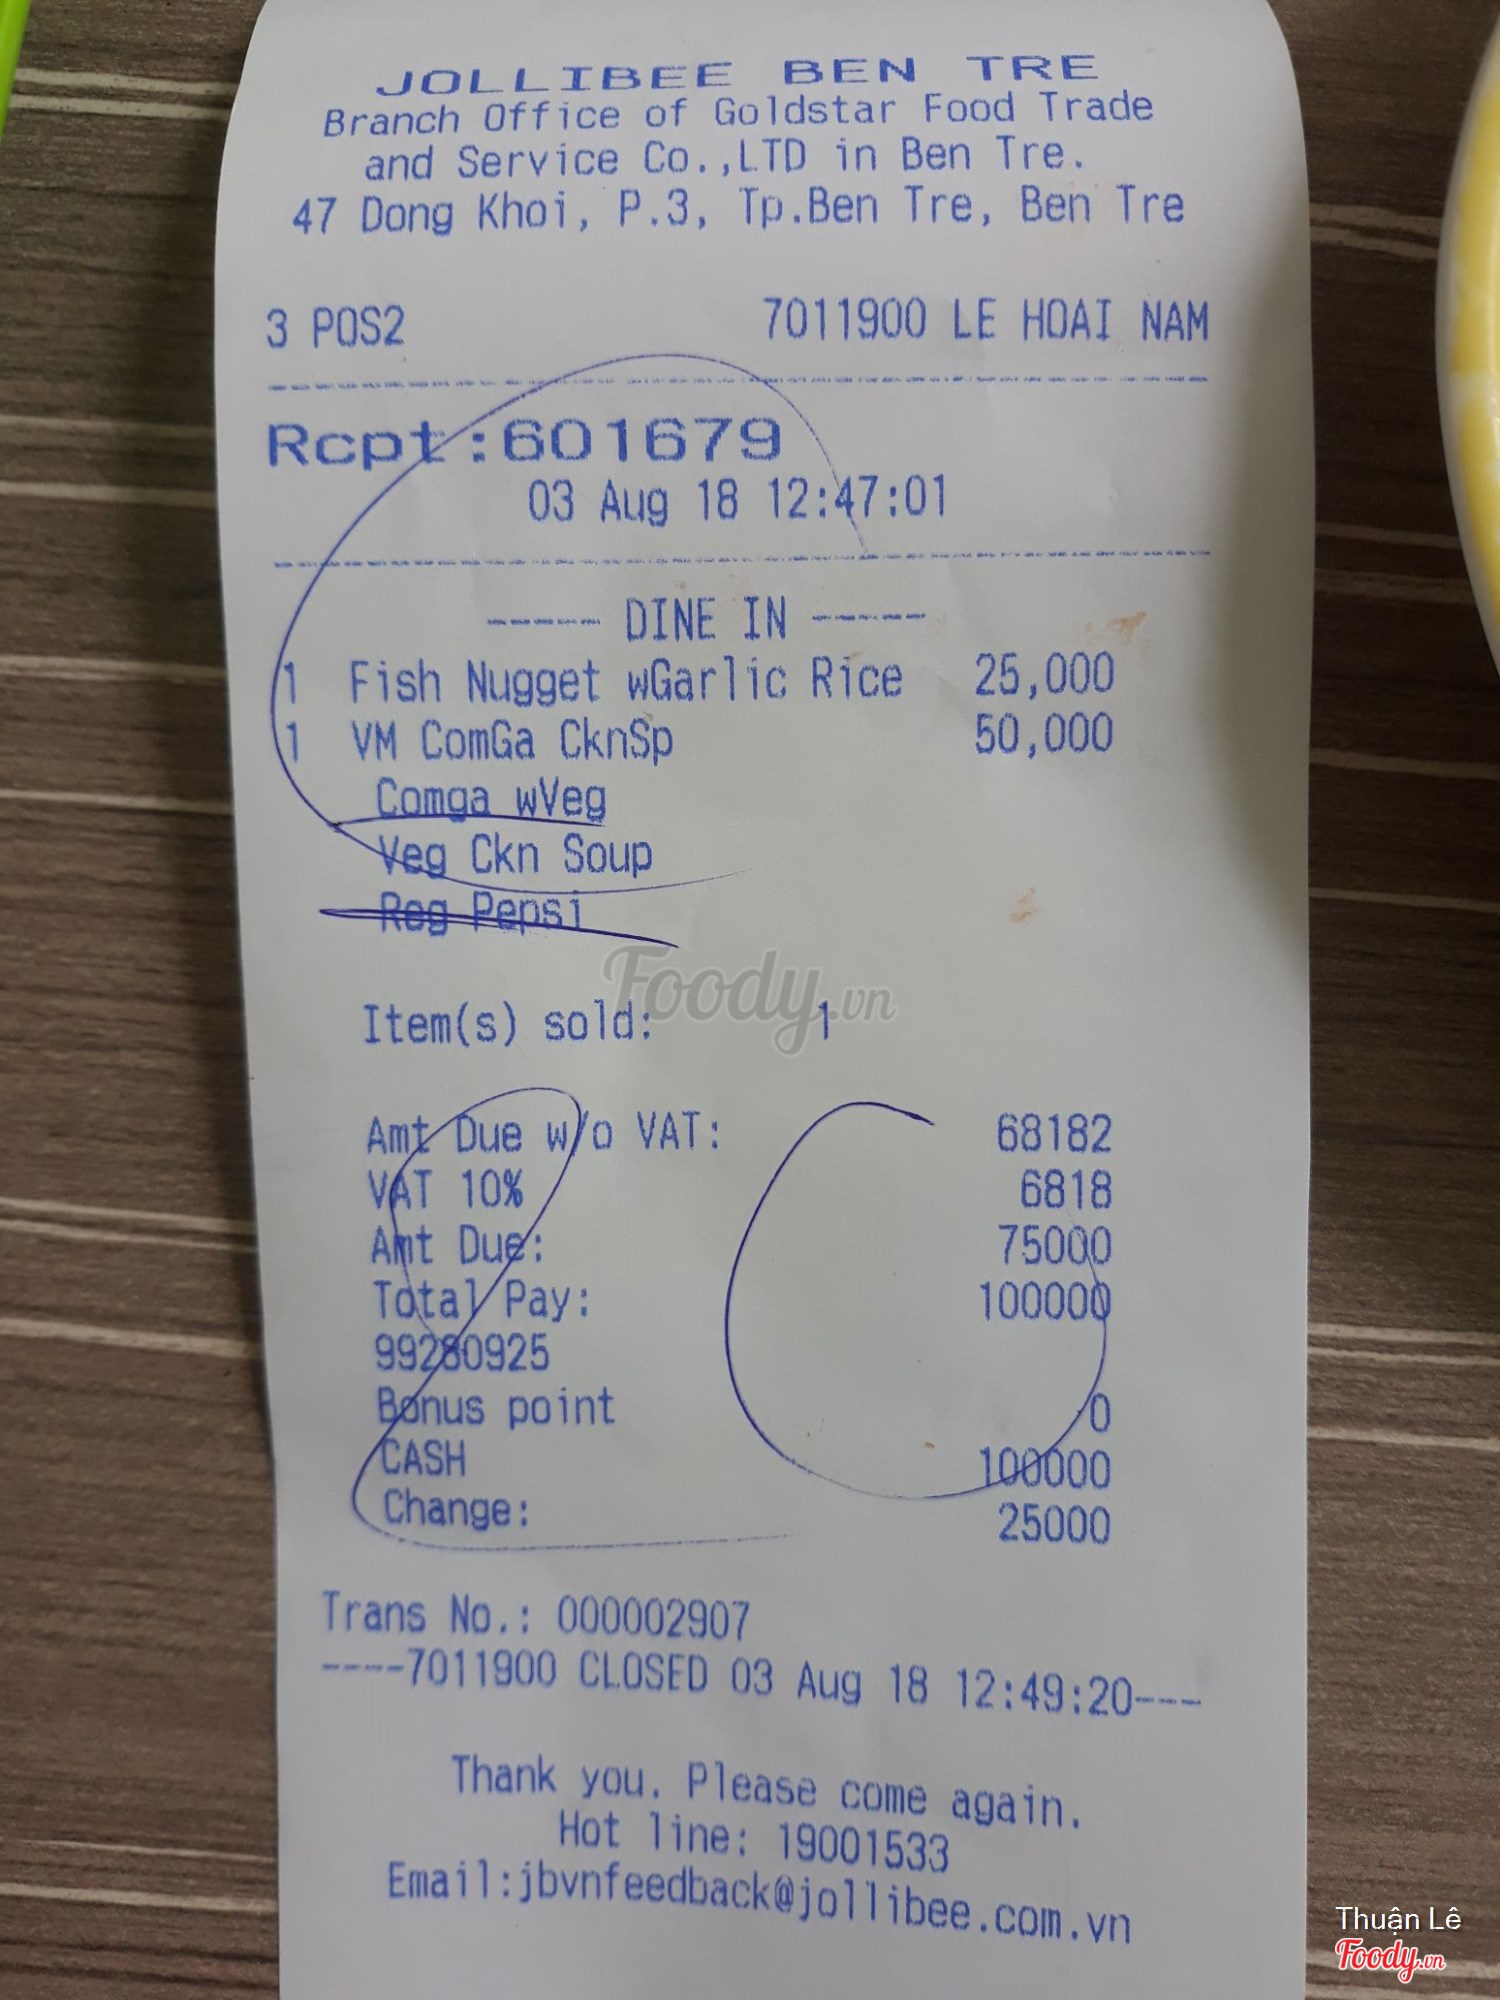 JOLLIBEE BEN TRE
Branch Office of Goldstar Food Trade
and Service Co.,LTD in Ben Tre.
47 Dong Khoi, P.3, Tp.Ben Tre, Ben Tre
3 POS2 7011900 LE HOAI NAM
Rcpt:601679
03 Aug 18 12:47:01
----- DINE IN -----
1 Fish Nugget wGarlic Rice 25,000
1 VM ComGa CknSp 50,000
Comga wVeg
Veg Ckn Soup
Reg Pepsi
Foody.vn
Item(s) sold: 1
Amt Due w/o VAT: 68182
VAT 10% 6818
Amt Due: 75000
Total Pay: 100000
99280925
Bonus point 0
CASH 100000
Change: 25000
Trans No.: 000002907
----7011900 CLOSED 03 Aug 18 12:49:20---
Thank you. Please come again.
Hot line: 19001533
Email:jbvnfeedback@jollibee.com.vn
Thuận Lê
Foody.vn